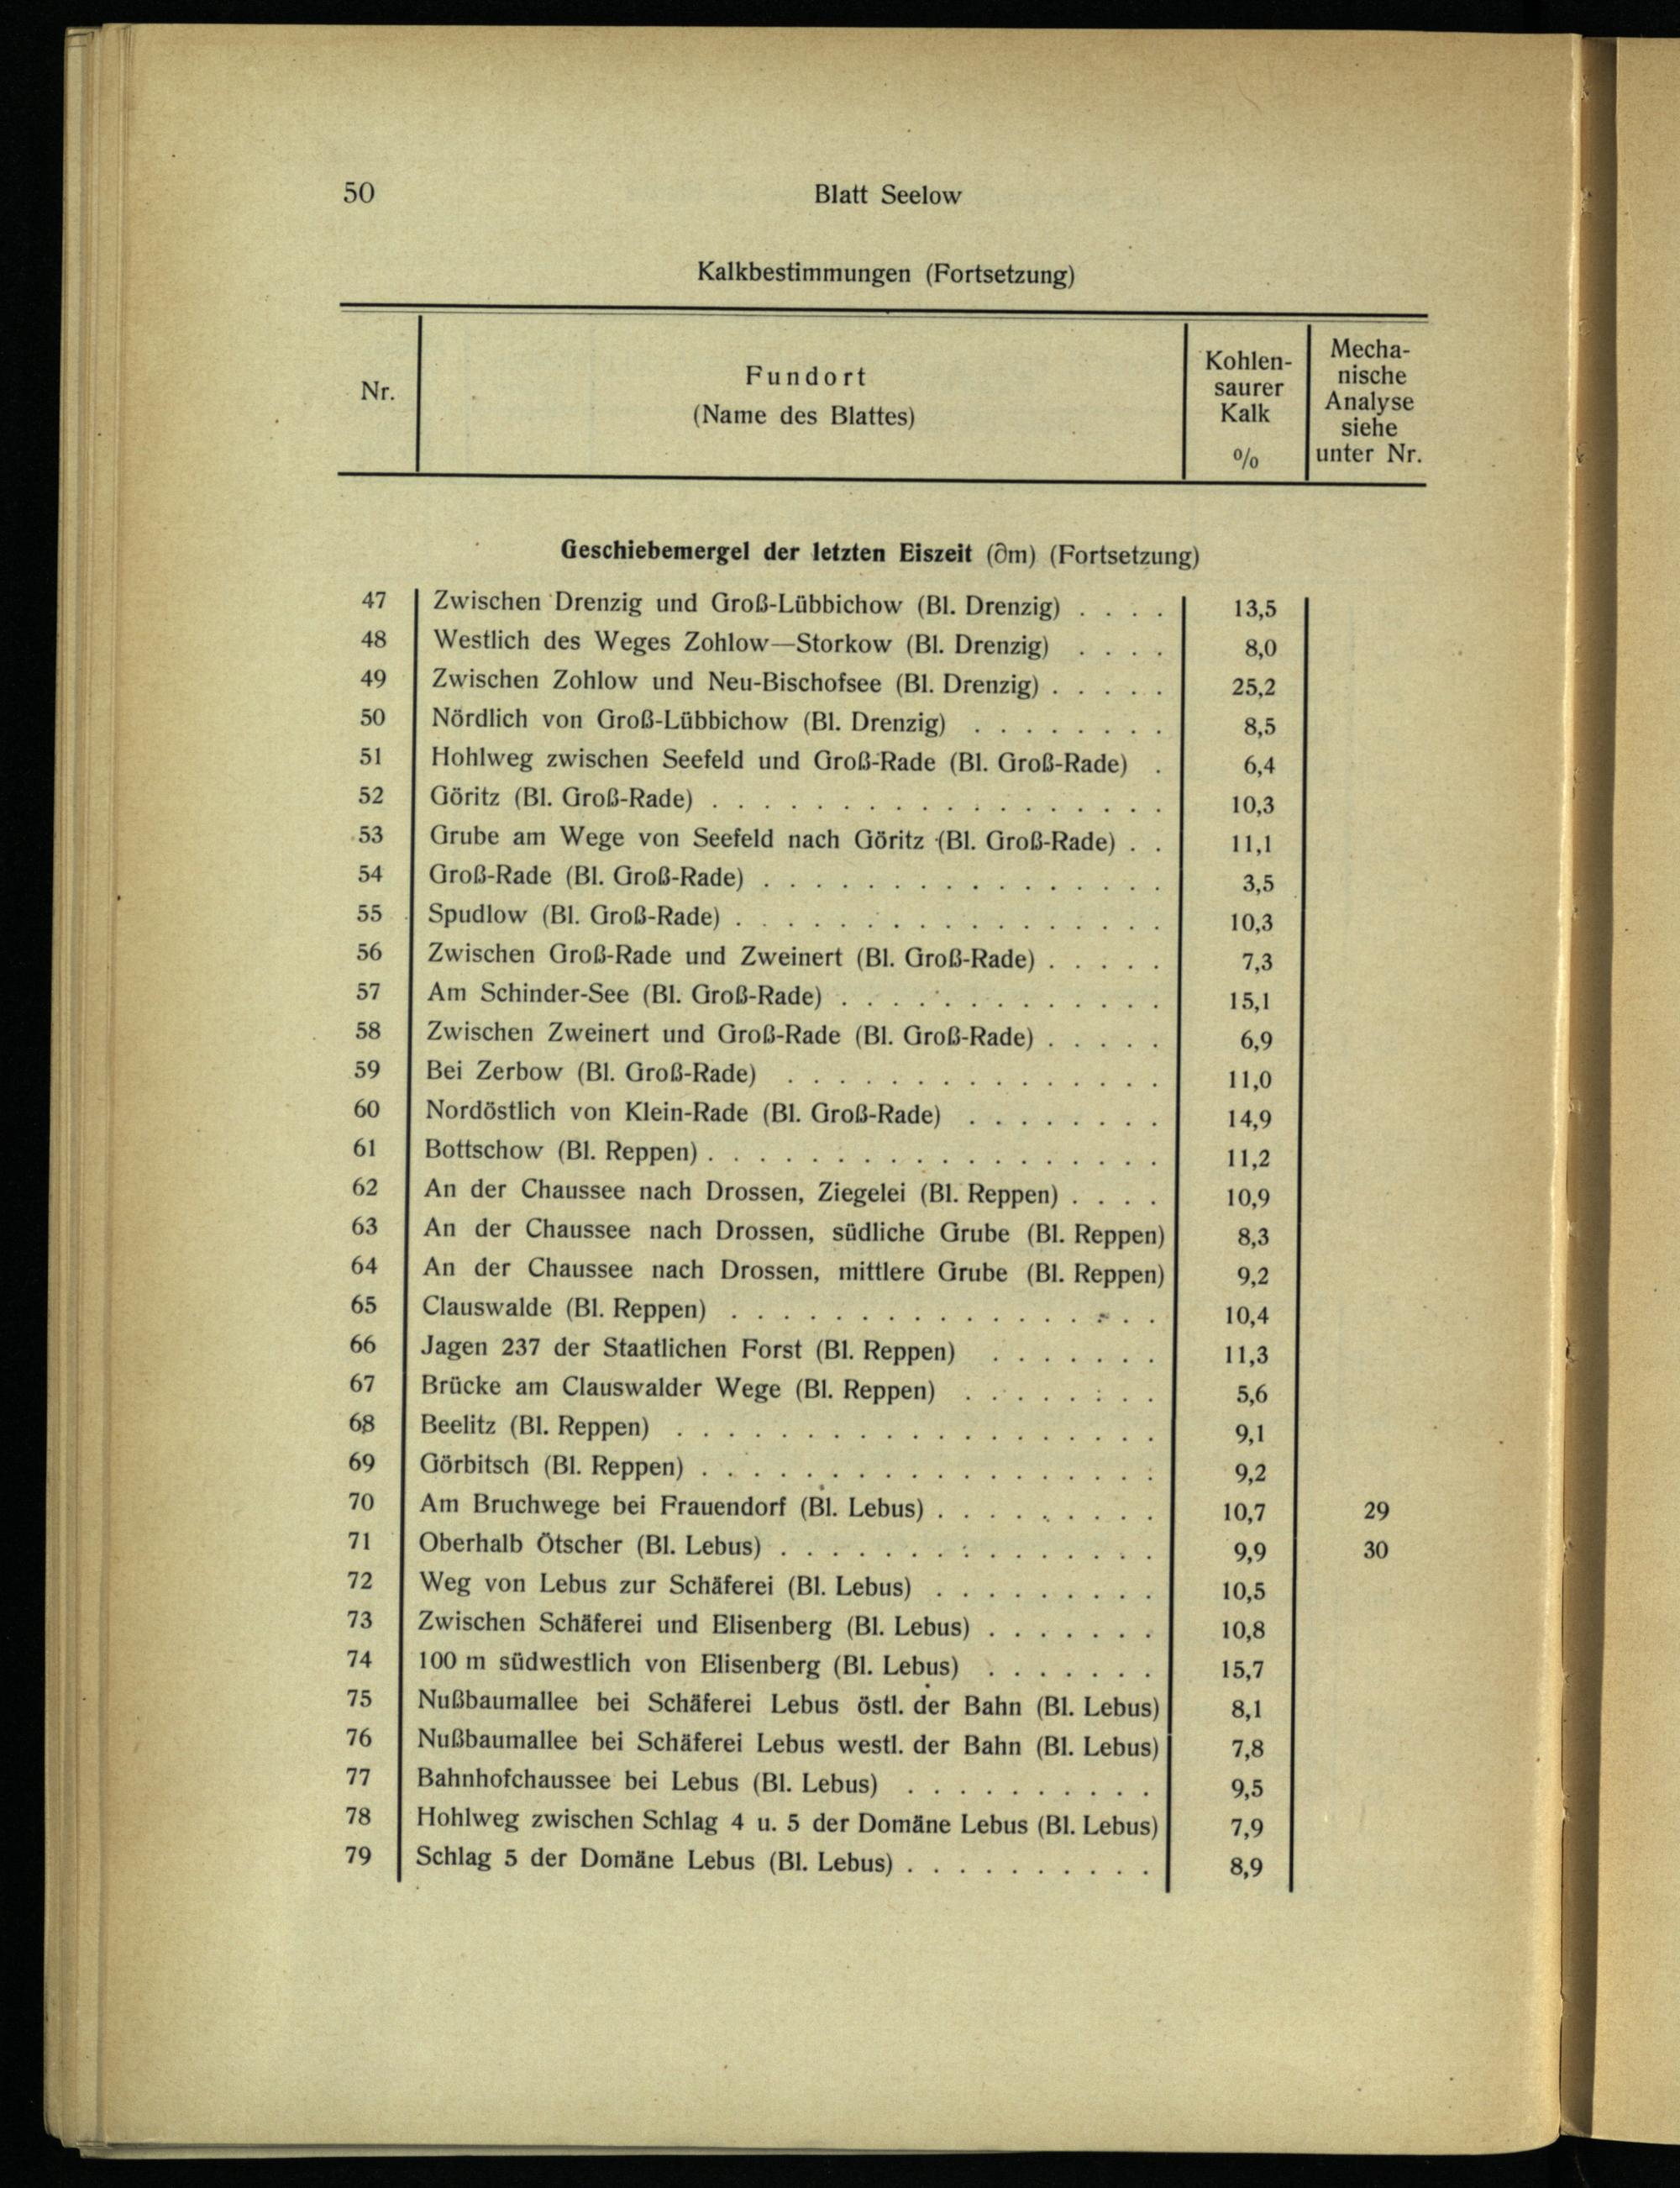 50
Blatt Seelow
Kalkbestimmungen (Fortsetzung)
Nr.
Fundort
(Name des Blattes)
Kohlen-
saurer
Kalk
%
Mecha-
nische
Analyse
siehe
unter Nr.
Geschiebemergel der letzten Eiszeit (∂m) (Fortsetzung)
47 Zwischen Drenzig und Groß-Lübbichow (Bl. Drenzig) . . . . 13,5
48 Westlich des Weges Zohlow—Storkow (Bl. Drenzig) . . . . 8,0
49 Zwischen Zohlow und Neu-Bischofsee (Bl. Drenzig) . . . . . 25,2
50 Nördlich von Groß-Lübbichow (Bl. Drenzig) . . . . . . . . 8,5
51 Hohlweg zwischen Seefeld und Groß-Rade (Bl. Groß-Rade) . 6,4
52 Göritz (Bl. Groß-Rade) . . . . . . . . . . . . . . . . . . 10,3
53 Grube am Wege von Seefeld nach Göritz (Bl. Groß-Rade) . . 11,1
54 Groß-Rade (Bl. Groß-Rade) . . . . . . . . . . . . . . . . 3,5
55 Spudlow (Bl. Groß-Rade) . . . . . . . . . . . . . . . . . 10,3
56 Zwischen Groß-Rade und Zweinert (Bl. Groß-Rade) . . . . . 7,3
57 Am Schinder-See (Bl. Groß-Rade) . . . . . . . . . . . . . 15,1
58 Zwischen Zweinert und Groß-Rade (Bl. Groß-Rade) . . . . . 6,9
59 Bei Zerbow (Bl. Groß-Rade) . . . . . . . . . . . . . . . 11,0
60 Nordöstlich von Klein-Rade (Bl. Groß-Rade) . . . . . . . . 14,9
61 Bottschow (Bl. Reppen) . . . . . . . . . . . . . . . . . . 11,2
62 An der Chaussee nach Drossen, Ziegelei (Bl. Reppen) . . . . 10,9
63 An der Chaussee nach Drossen, südliche Grube (Bl. Reppen) 8,3
64 An der Chaussee nach Drossen, mittlere Grube (Bl. Reppen) 9,2
65 Clauswalde (Bl. Reppen) . . . . . . . . . . . . . . . . . 10,4
66 Jagen 237 der Staatlichen Forst (Bl. Reppen) . . . . . . . 11,3
67 Brücke am Clauswalder Wege (Bl. Reppen) . . . . . . . . 5,6
68 Beelitz (Bl. Reppen) . . . . . . . . . . . . . . . . . . . 9,1
69 Görbitsch (Bl. Reppen) . . . . . . . . . . . . . . . . . . 9,2
70 Am Bruchwege bei Frauendorf (Bl. Lebus) . . . . . . . . . 10,7 29
71 Oberhalb Ötscher (Bl. Lebus) . . . . . . . . . . . . . . . 9,9 30
72 Weg von Lebus zur Schäferei (Bl. Lebus) . . . . . . . . . 10,5
73 Zwischen Schäferei und Elisenberg (Bl. Lebus) . . . . . . . 10,8
74 100 m südwestlich von Elisenberg (Bl. Lebus) . . . . . . . 15,7
75 Nußbaumallee bei Schäferei Lebus östl. der Bahn (Bl. Lebus) 8,1
76 Nußbaumallee bei Schäferei Lebus westl. der Bahn (Bl. Lebus) 7,8
77 Bahnhofchaussee bei Lebus (Bl. Lebus) . . . . . . . . . . 9,5
78 Hohlweg zwischen Schlag 4 u. 5 der Domäne Lebus (Bl. Lebus) 7,9
79 Schlag 5 der Domäne Lebus (Bl. Lebus) . . . . . . . . . . 8,9